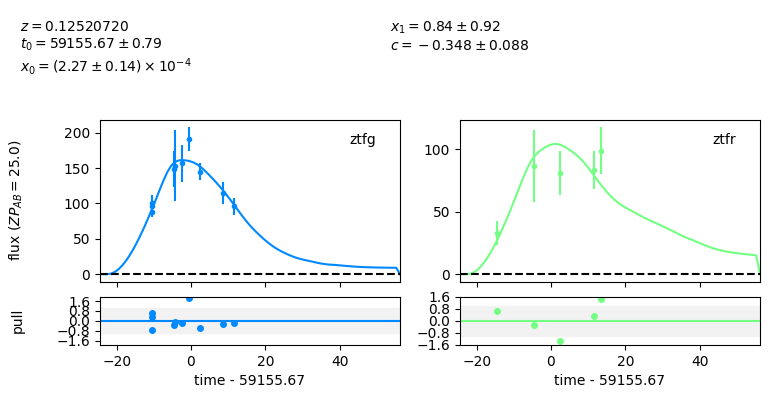 z = 0.12520720
t₀ = 59155.67 ± 0.79
x₀ = (2.27 ± 0.14) × 10⁻⁴
x₁ = 0.84 ± 0.92
c = −0.348 ± 0.088
flux (ZP_AB = 25.0)
200
150
100
50
0
ztfg
100
50
0
ztfr
pull
1.6
0.8
0.0
−0.8
−1.6
−20
0
20
40
time - 59155.67
1.6
0.8
0.0
−0.8
−1.6
−20
0
20
40
time - 59155.67